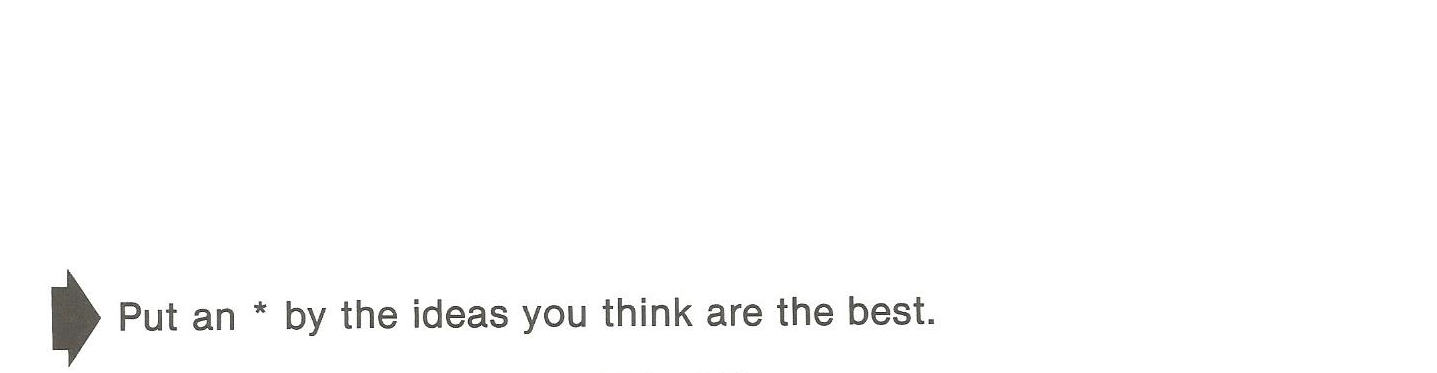 Put an * by the ideas you think are the best.